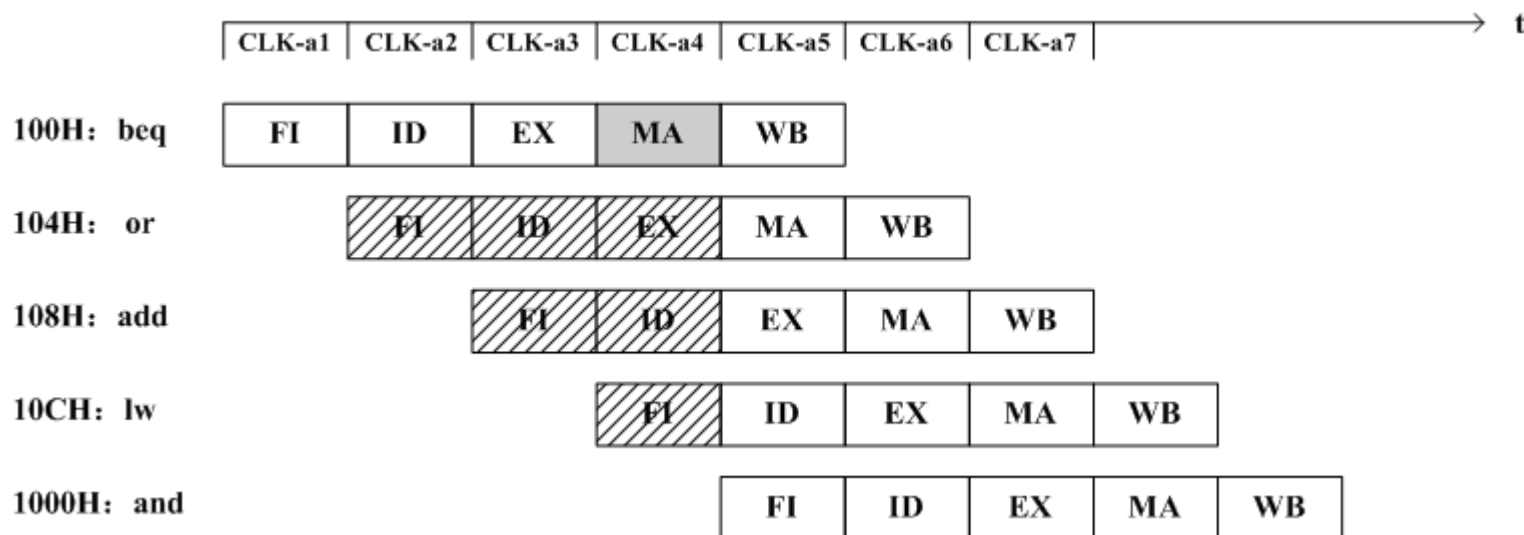 CLK-a1 CLK-a2 CLK-a3 CLK-a4 CLK-a5 CLK-a6 CLK-a7 t
100H：beq FI ID EX MA WB
104H： or FI ID EX MA WB
108H：add FI ID EX MA WB
10CH：lw FI ID EX MA WB
1000H：and FI ID EX MA WB